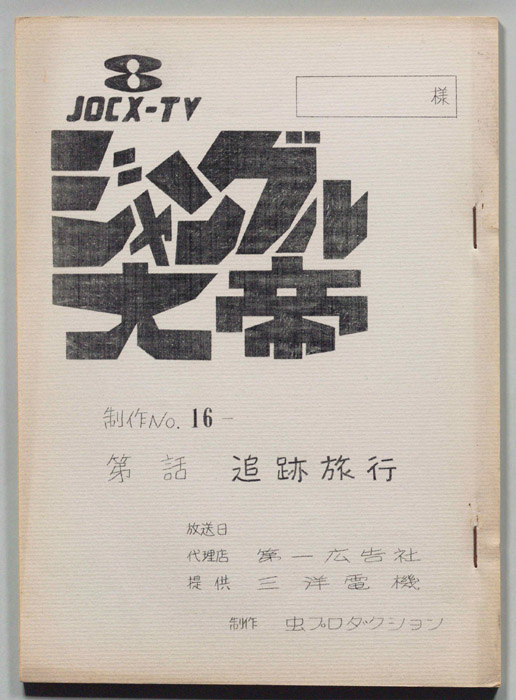 JOCX-TV
様
ジャングル
大帝
制作No. 16-
第 話 追跡旅行
放送日
代理店 第一広告社
提供 三洋電機
制作 虫プロダクション